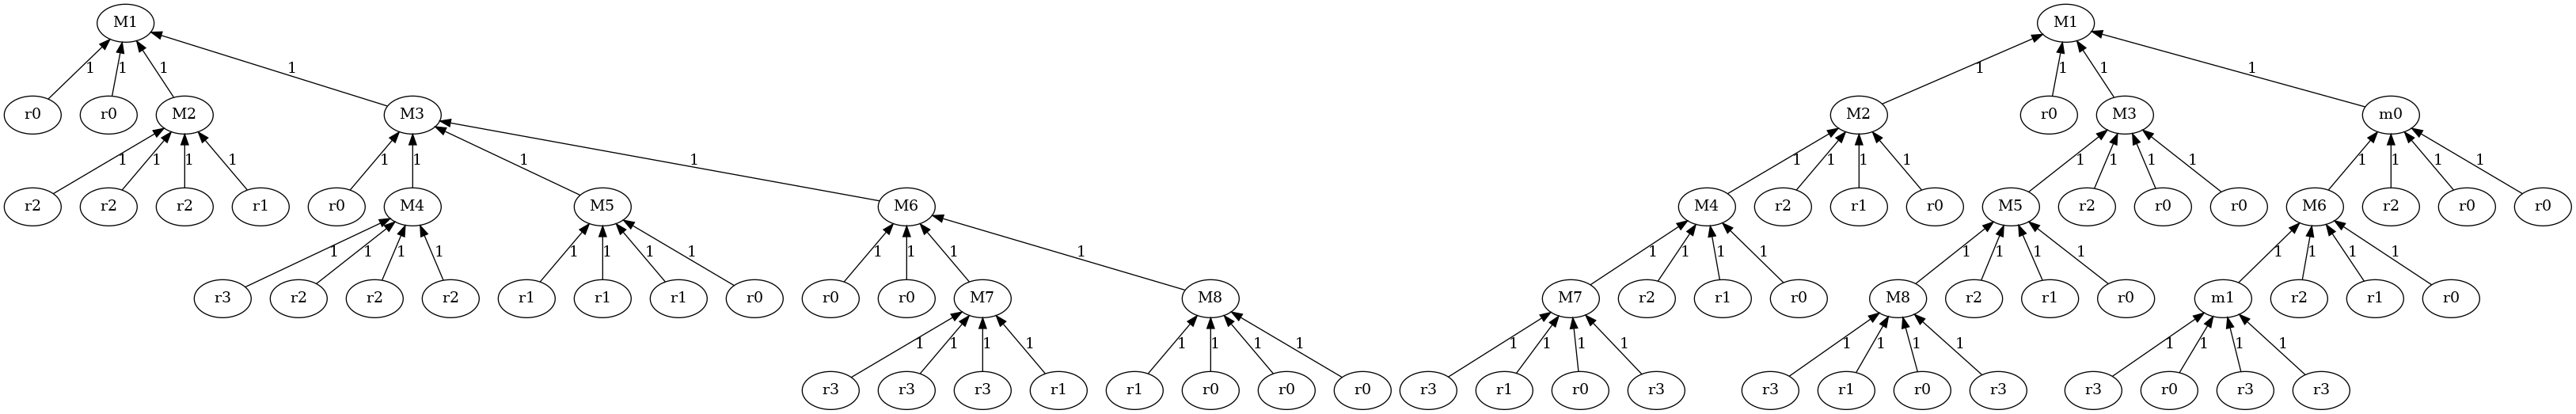 M1 M1
1 1 1 1 1 1 1 1
r0 r0 M2 M3 M2 r0 M3 m0
1 1 1 1 1 1 1 1 1 1 1 1 1 1 1 1 1 1 1 1
r2 r2 r2 r1 r0 M4 M5 M6 M4 r2 r1 r0 M5 r2 r0 r0 M6 r2 r0 r0
1 1 1 1 1 1 1 1 1 1 1 1 1 1 1 1 1 1 1 1 1 1 1 1
r3 r2 r2 r2 r1 r1 r1 r0 r0 r0 M7 M8 M7 r2 r1 r0 M8 r2 r1 r0 m1 r2 r1 r0
1 1 1 1 1 1 1 1 1 1 1 1 1 1 1 1 1 1 1 1
r3 r3 r3 r1 r1 r0 r0 r0 r3 r1 r0 r3 r3 r1 r0 r3 r3 r0 r3 r3